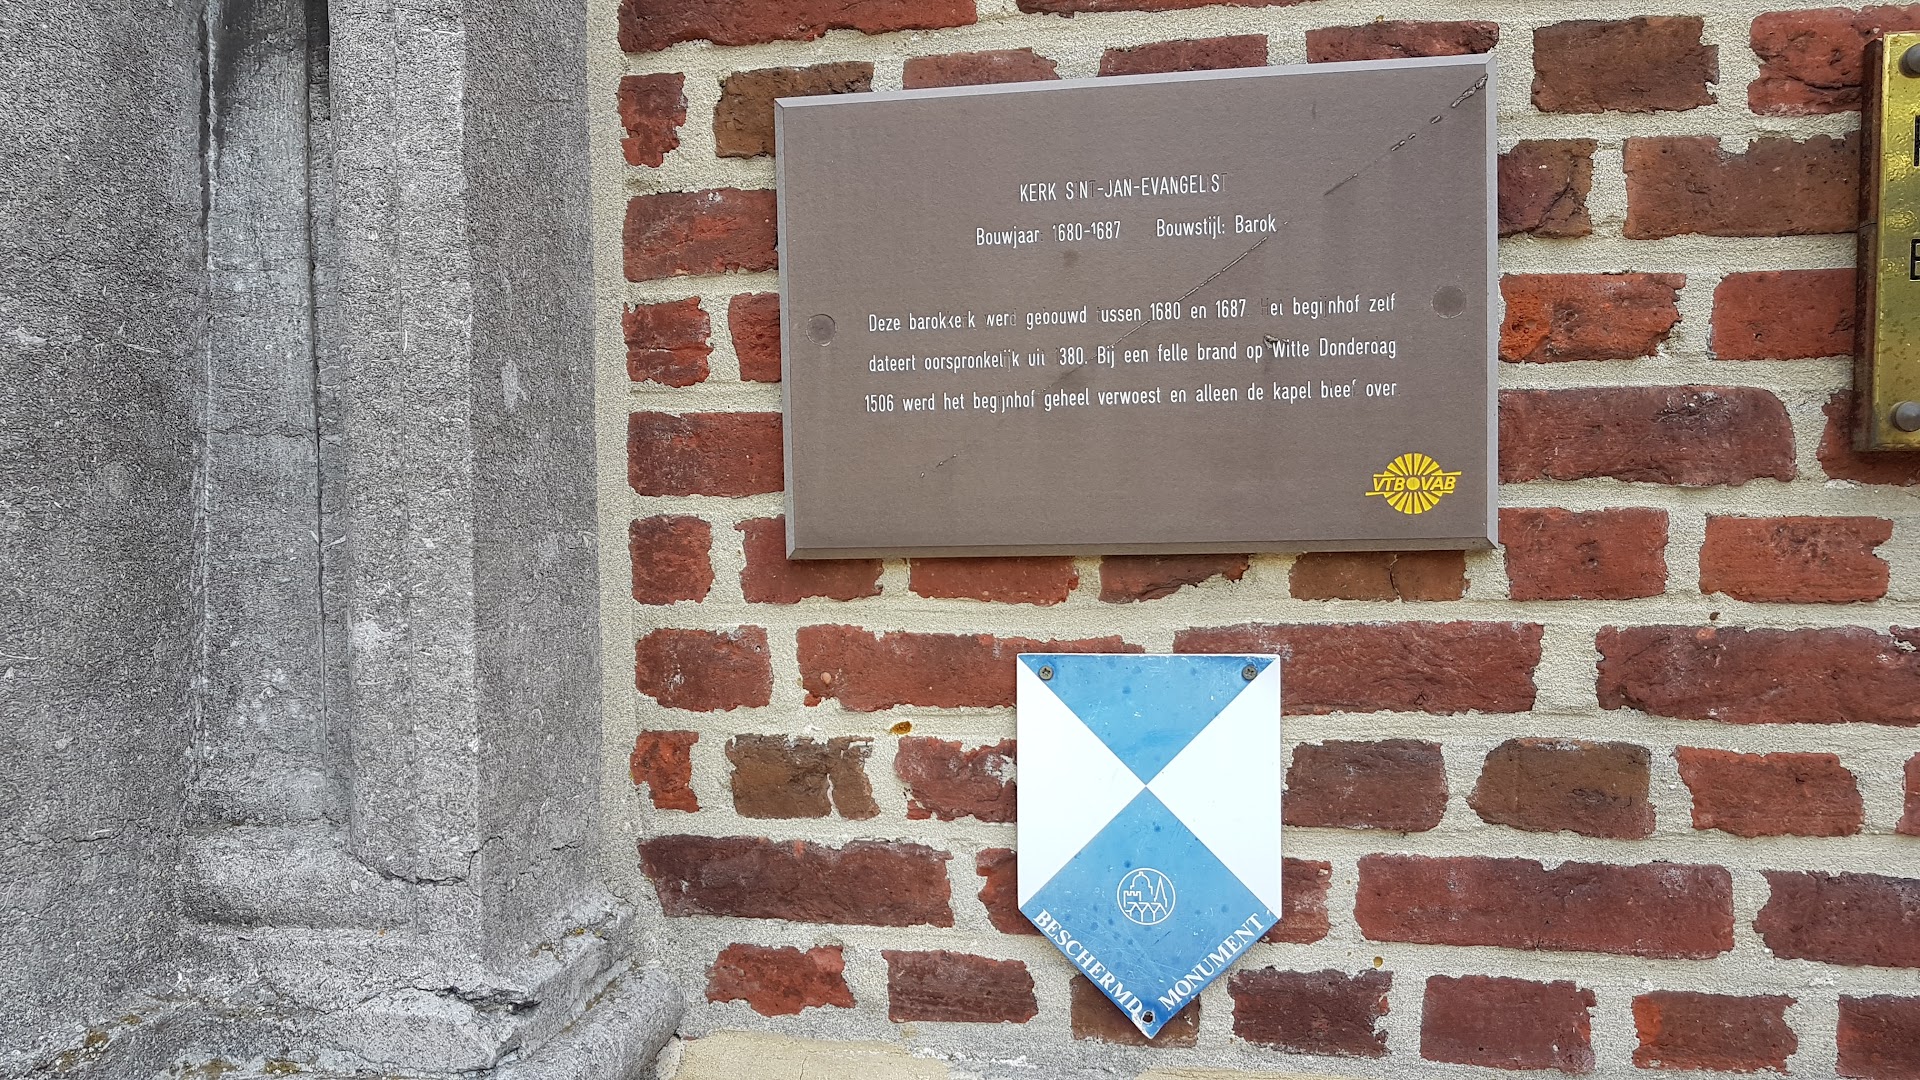 KERK SINT-JAN-EVANGELIST
Bouwjaar: 1680-1687 Bouwstijl: Barok
Deze barokkerk werd gebouwd tussen 1680 en 1687. Het begijnhof zelf
dateert oorspronkelijk uit 1380. Bij een felle brand op Witte Donderdag
1506 werd het begijnhof geheel verwoest en alleen de kapel bleef over.
VTB VAB
BESCHERMD MONUMENT